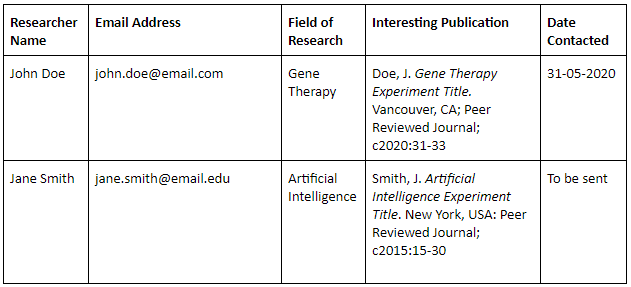 Researcher Name
Email Address
Field of Research
Interesting Publication
Date Contacted
John Doe
john.doe@email.com
Gene
Therapy
Doe, J. Gene Therapy
Experiment Title.
Vancouver, CA; Peer
Reviewed Journal;
c2020:31-33
31-05-2020
Jane Smith
jane.smith@email.edu
Artificial
Intelligence
Smith, J. Artificial
Intelligence Experiment
Title. New York, USA: Peer
Reviewed Journal;
c2015:15-30
To be sent